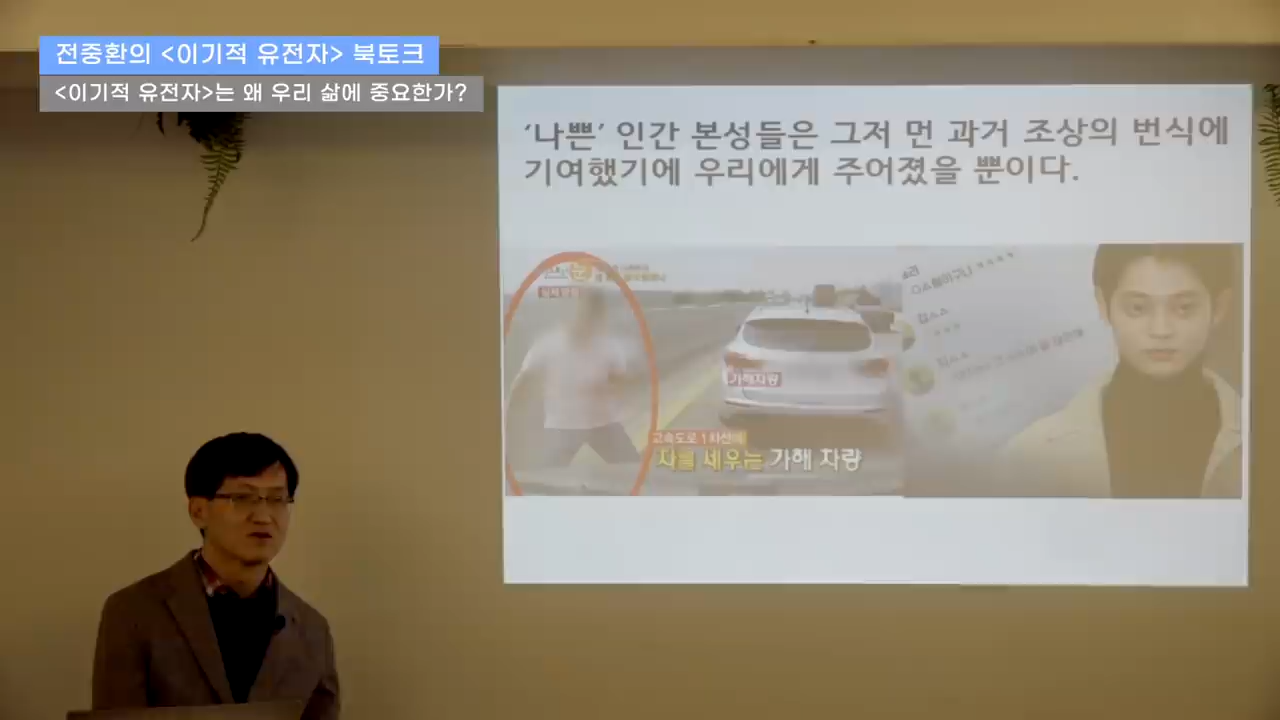 전중환의 <이기적 유전자> 북토크
<이기적 유전자>는 왜 우리 삶에 중요한가?
‘나쁜’ 인간 본성들은 그저 먼 과거 조상의 번식에
기여했기에 우리에게 주어졌을 뿐이다.
가해차량
고속도로 1차선에
차를 세우는 가해 차량